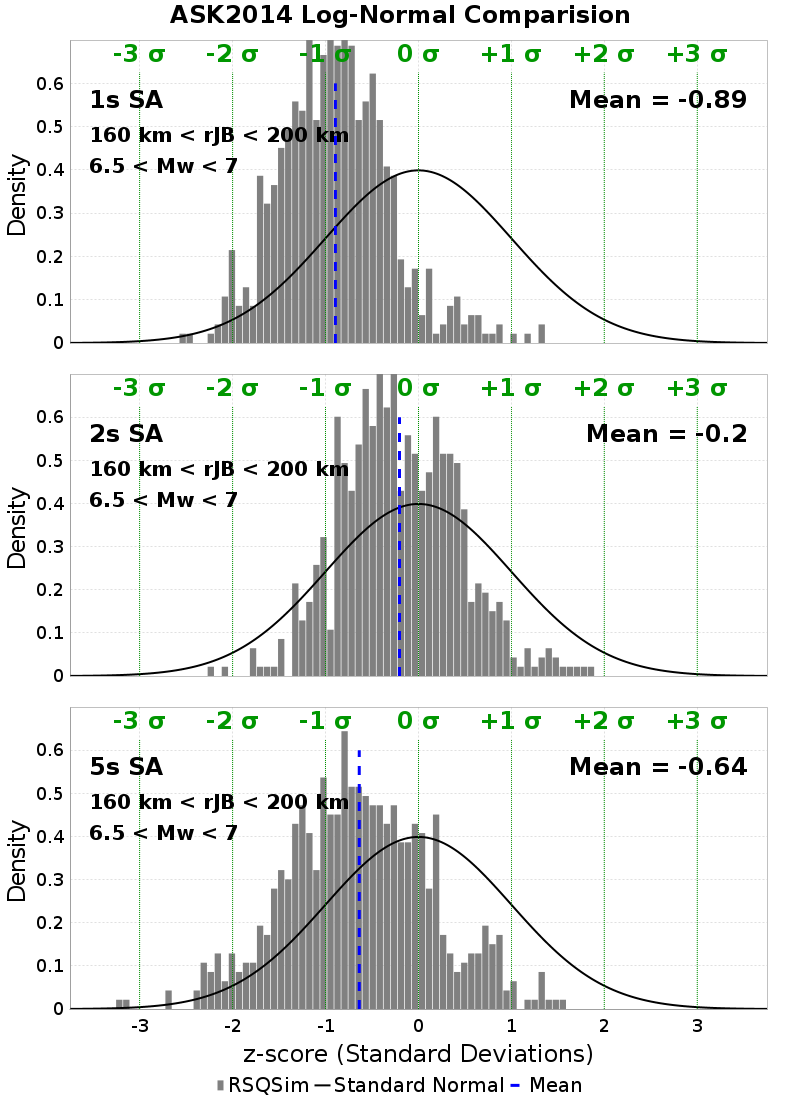 ASK2014 Log-Normal Comparision
-3 σ -2 σ -1 σ 0 σ +1 σ +2 σ +3 σ
1s SA
Mean = -0.89
160 km < rJB < 200 km
6.5 < Mw < 7
Density
0.6
0.5
0.4
0.3
0.2
0.1
0
-3 σ -2 σ -1 σ 0 σ +1 σ +2 σ +3 σ
2s SA
Mean = -0.2
160 km < rJB < 200 km
6.5 < Mw < 7
Density
0.6
0.5
0.4
0.3
0.2
0.1
0
-3 σ -2 σ -1 σ 0 σ +1 σ +2 σ +3 σ
5s SA
Mean = -0.64
160 km < rJB < 200 km
6.5 < Mw < 7
Density
0.6
0.5
0.4
0.3
0.2
0.1
0
-3 -2 -1 0 1 2 3
z-score (Standard Deviations)
RSQSim Standard Normal Mean